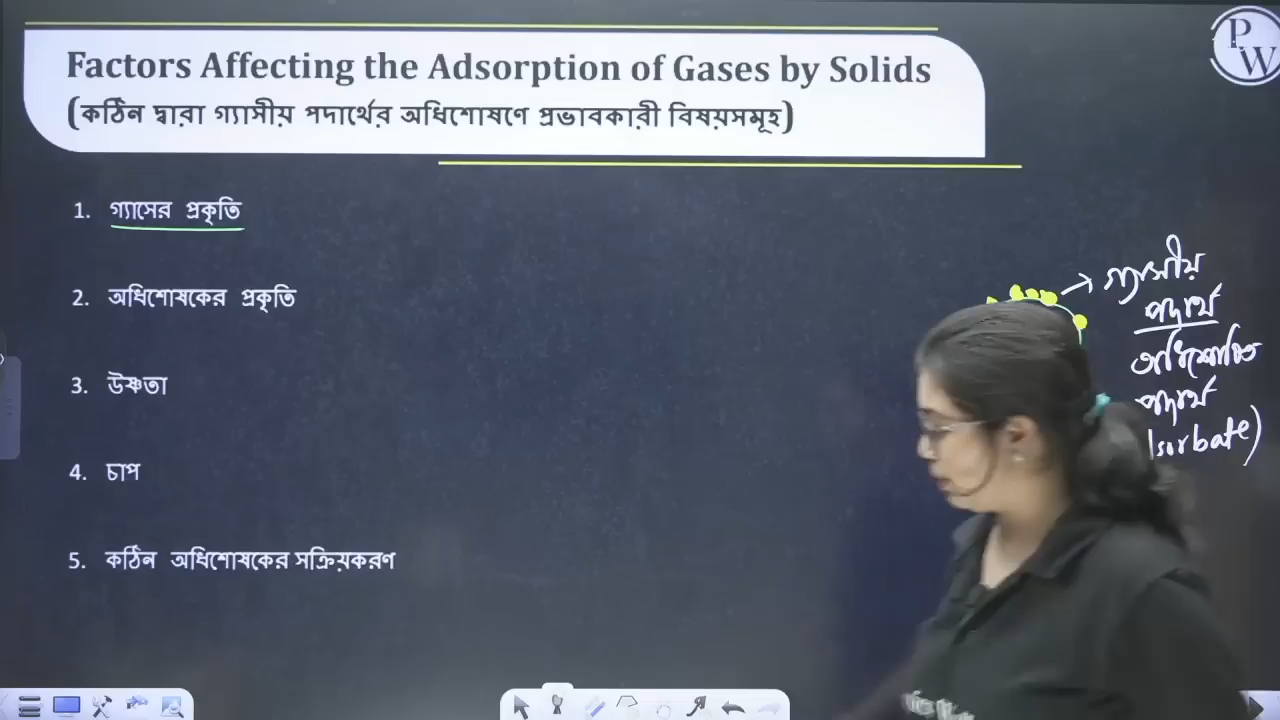 Factors Affecting the Adsorption of Gases by Solids
(কঠিন দ্বারা গ্যাসীয় পদার্থের অধিশোষণে প্রভাবকারী বিষয়সমূহ)
PW
1. গ্যাসের প্রকৃতি
2. অধিশোষকের প্রকৃতি
3. উষ্ণতা
4. চাপ
5. কঠিন অধিশোষকের সক্রিয়করণ
গ্যাসীয়
পদার্থ
অধিশোষিত
পদার্থ
sorbate)